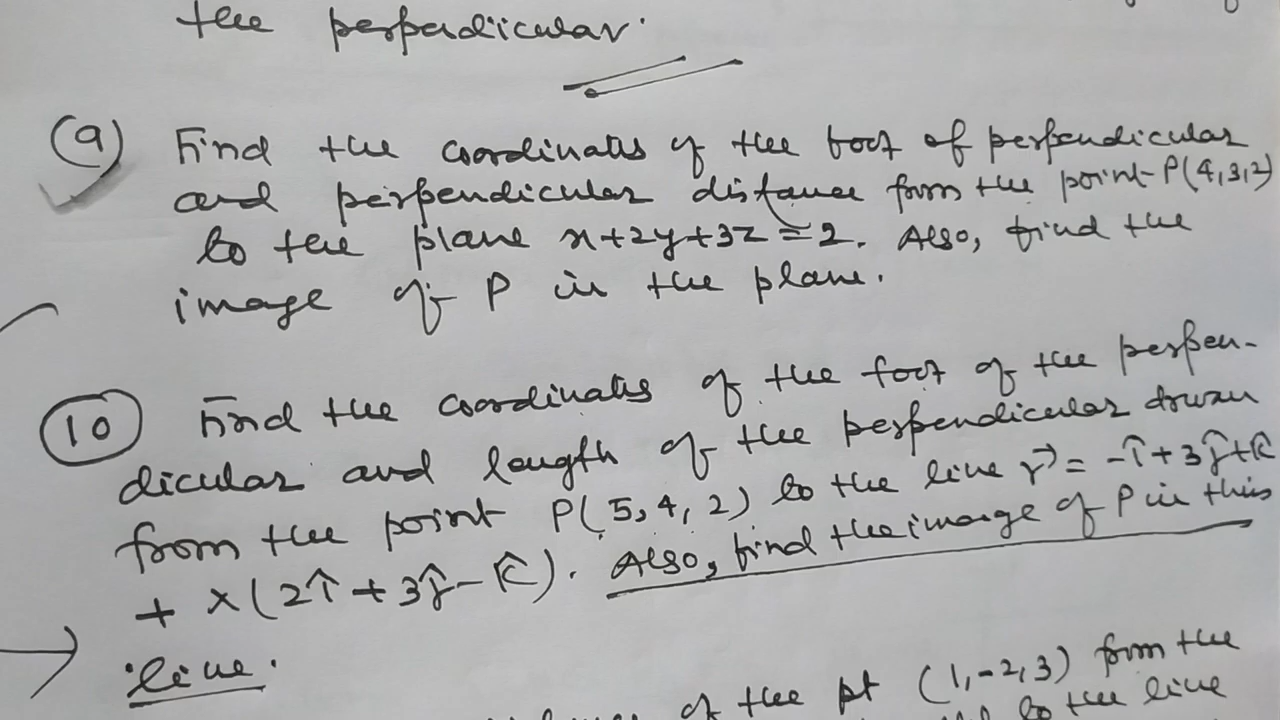 the perpendicular.
(9) Find the coordinates of the foot of perpendicular
and perpendicular distance from the point P(4,3,2)
to the plane x+2y+3z=2. Also, find the
image of P in the plane.
(10) Find the coordinates of the foot of the perpen-
dicular and length of the perpendicular drawn
from the point P(5,4,2) to the line r⃗ = -î+3ĵ+k̂
+ λ(2î+3ĵ-k̂). Also, find the image of P in this
line.
of the pt (1,-2,3) from the
to the line